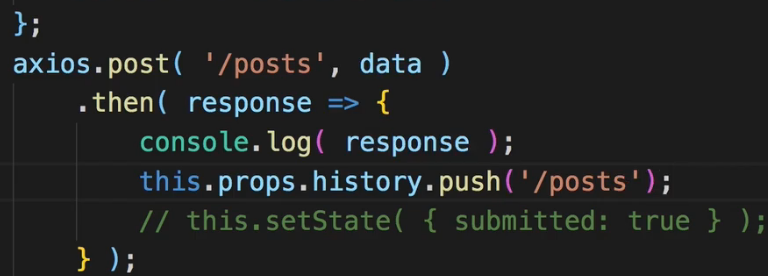 };
axios.post( '/posts', data )
.then( response => {
console.log( response );
this.props.history.push('/posts');
// this.setState( { submitted: true } );
} );